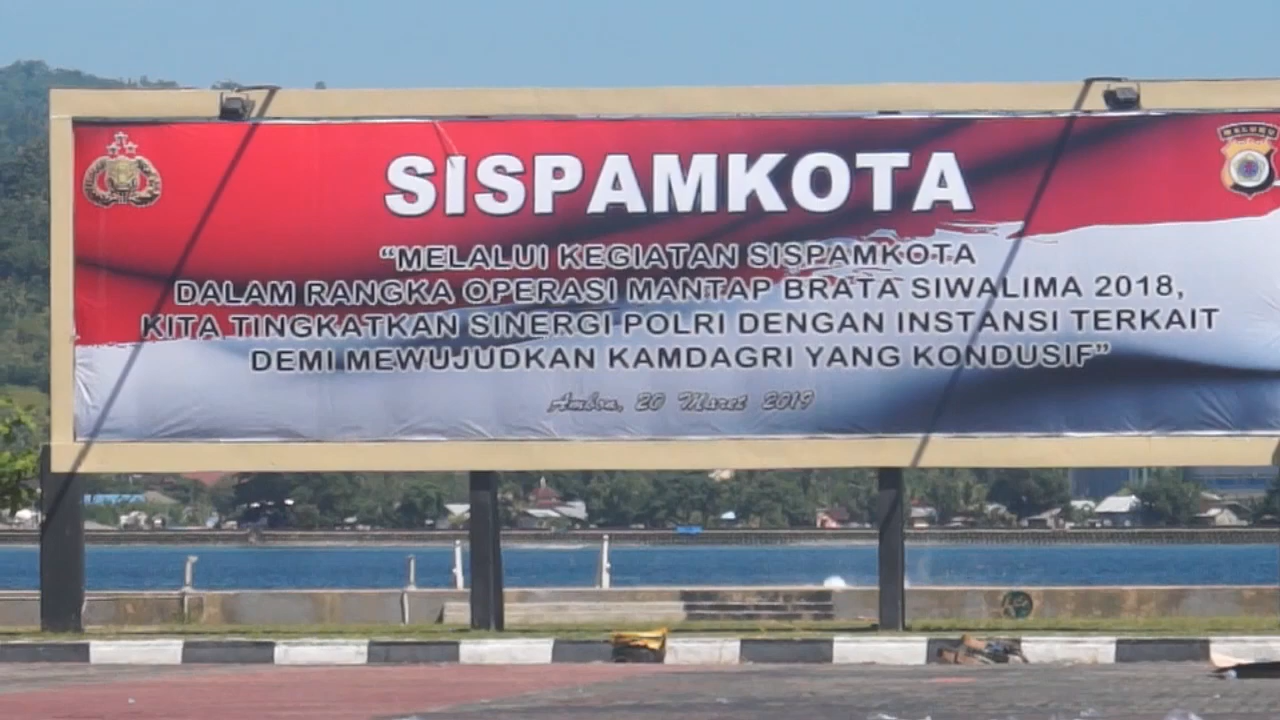 MALUKU
SISPAMKOTA
“MELALUI KEGIATAN SISPAMKOTA
DALAM RANGKA OPERASI MANTAP BRATA SIWALIMA 2018,
KITA TINGKATKAN SINERGI POLRI DENGAN INSTANSI TERKAIT
DEMI MEWUJUDKAN KAMDAGRI YANG KONDUSIF”
Ambon, 20 Maret 2019